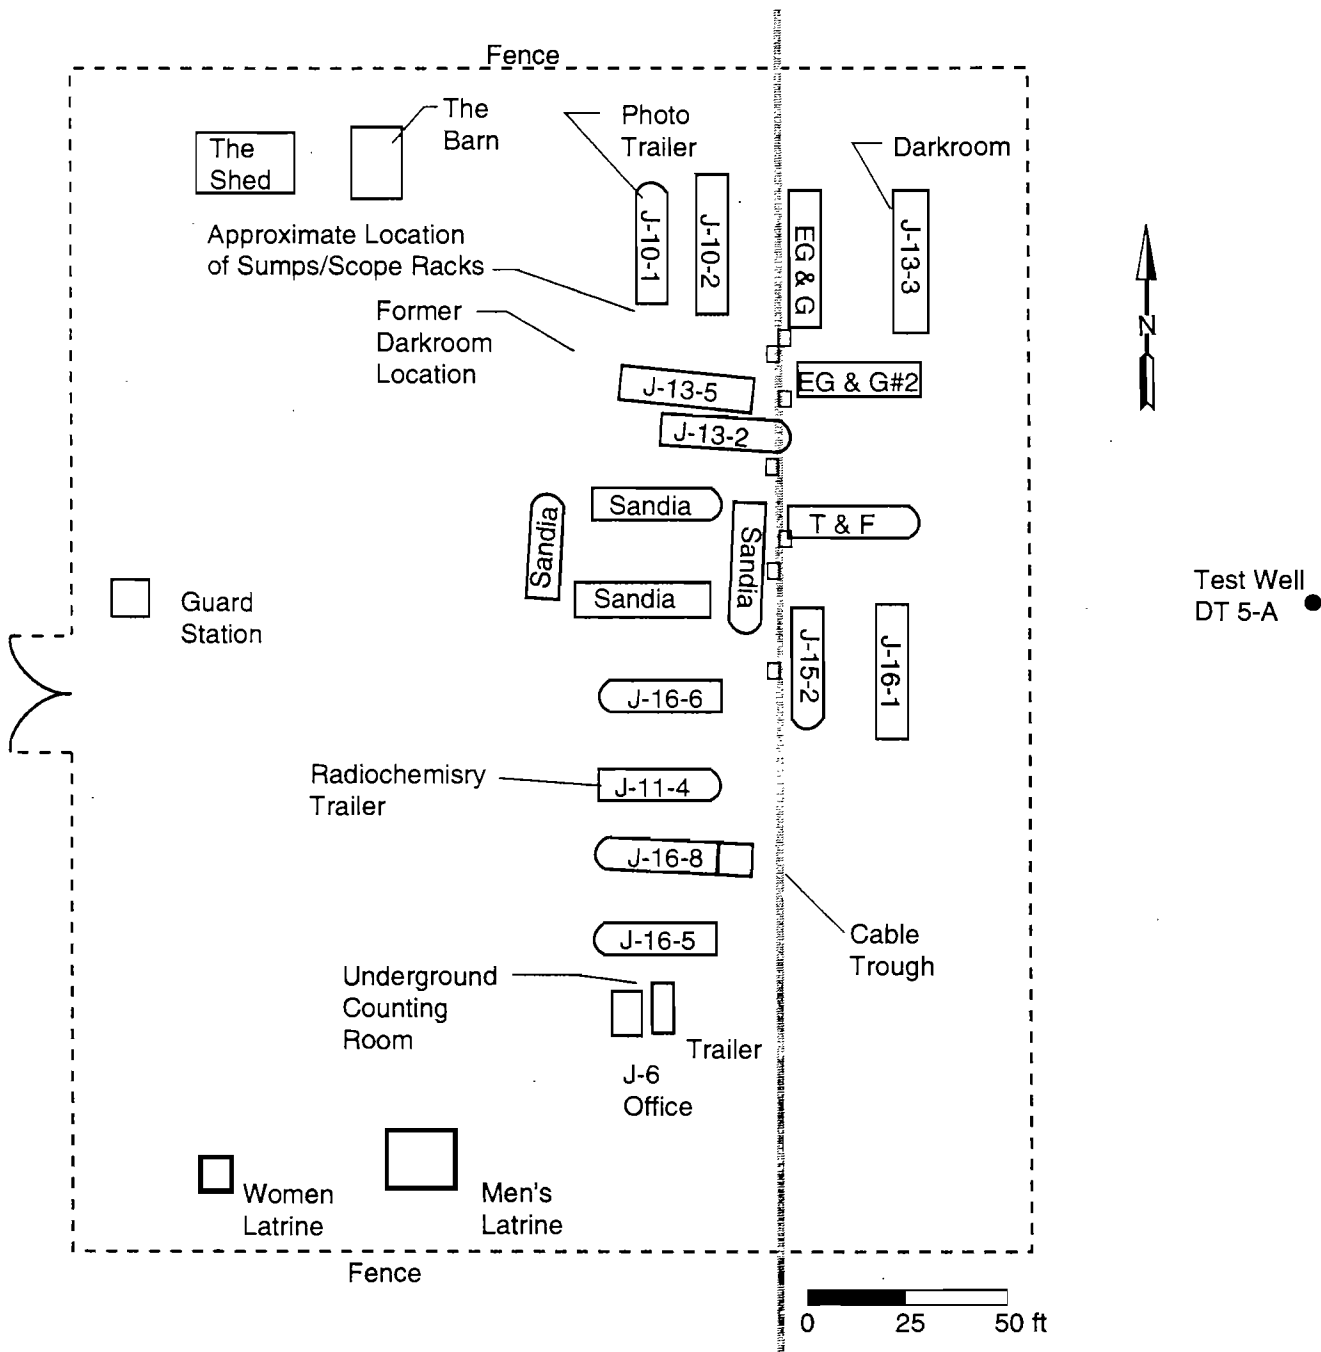 Fence
The
Shed
The
Barn
Photo
Trailer
Darkroom
J-10-1
J-10-2
EG & G
J-13-3
Approximate Location
of Sumps/Scope Racks
Former
Darkroom
Location
N
J-13-5
EG & G#2
J-13-2
Sandia
Sandia
Sandia
Sandia
T & F
Guard
Station
Test Well
DT 5-A
J-15-2
J-16-1
J-16-6
Radiochemisry
Trailer
J-11-4
J-16-8
J-16-5
Cable
Trough
Underground
Counting
Room
Trailer
J-6
Office
Women
Latrine
Men's
Latrine
Fence
0 25 50 ft